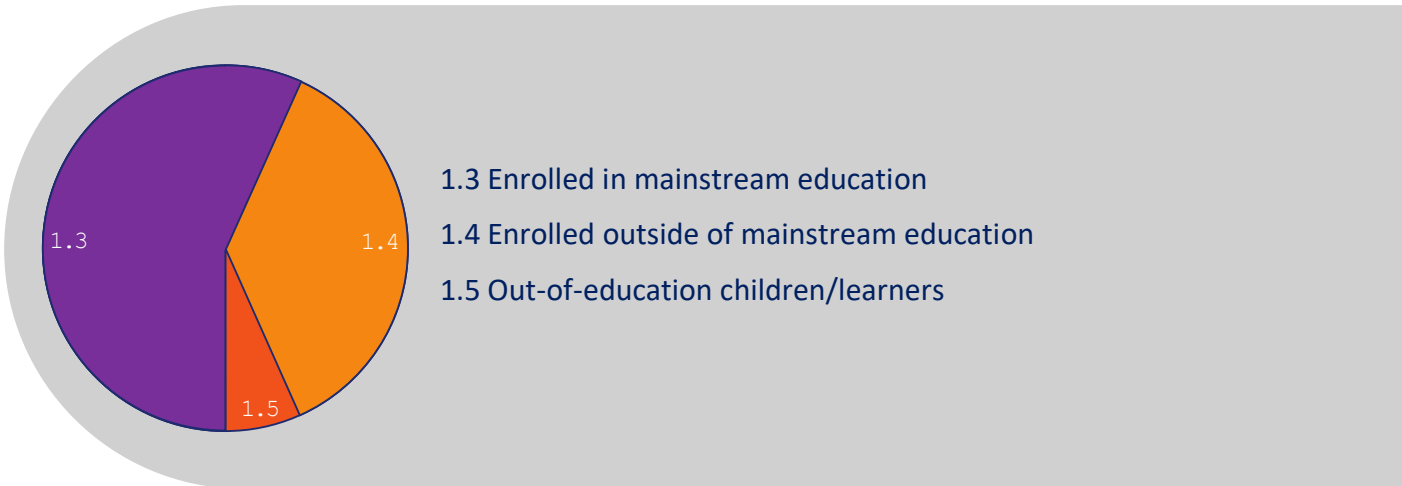 1.3
1.4
1.5
1.3 Enrolled in mainstream education
1.4 Enrolled outside of mainstream education
1.5 Out-of-education children/learners